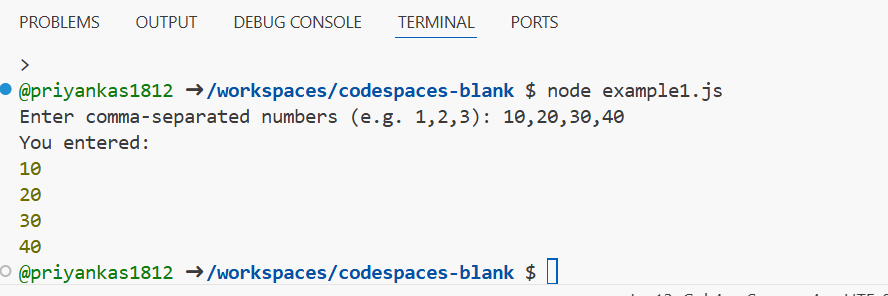 PROBLEMS OUTPUT DEBUG CONSOLE TERMINAL PORTS
>
@priyankas1812 ➜/workspaces/codespaces-blank $ node example1.js
Enter comma-separated numbers (e.g. 1,2,3): 10,20,30,40
You entered:
10
20
30
40
@priyankas1812 ➜/workspaces/codespaces-blank $